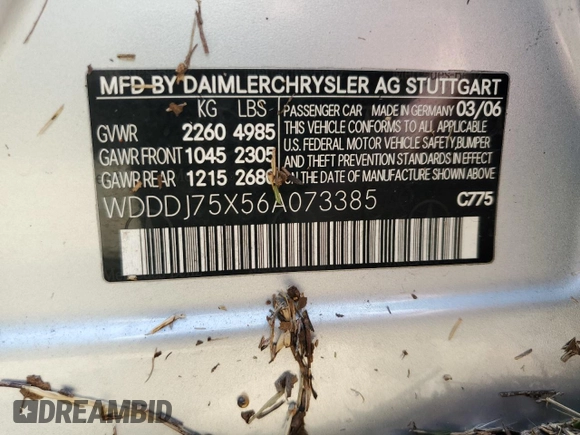 MFD BY DAIMLERCHRYSLER AG STUTTGART
KG LBS
GVWR 2260 4985
GAWR FRONT 1045 2305
GAWR REAR 1215 2680
PASSENGER CAR MADE IN GERMANY 03/06
THIS VEHICLE CONFORMS TO ALL APPLICABLE
U.S. FEDERAL MOTOR VEHICLE SAFETY, BUMPER
AND THEFT PREVENTION STANDARDS IN EFFECT
ON THE DATE OF MANUFACTURE SHOWN ABOVE.
WDDDJ75X56A073385 C775
DREAMBID